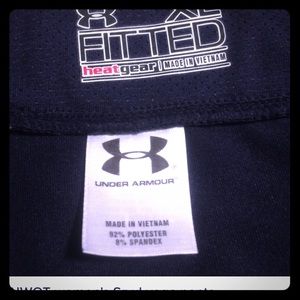 XL
FITTED
heatgear | MADE IN VIETNAM
UNDER ARMOUR
MADE IN VIETNAM
92% POLYESTER
8% SPANDEX